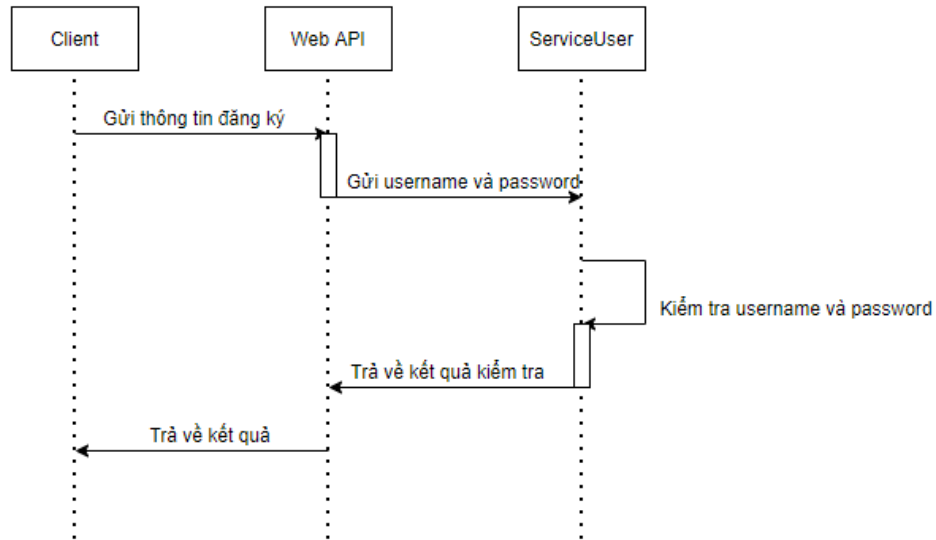 Client
Web API
ServiceUser
Gửi thông tin đăng ký
Gửi username và password
Kiểm tra username và password
Trả về kết quả kiểm tra
Trả về kết quả